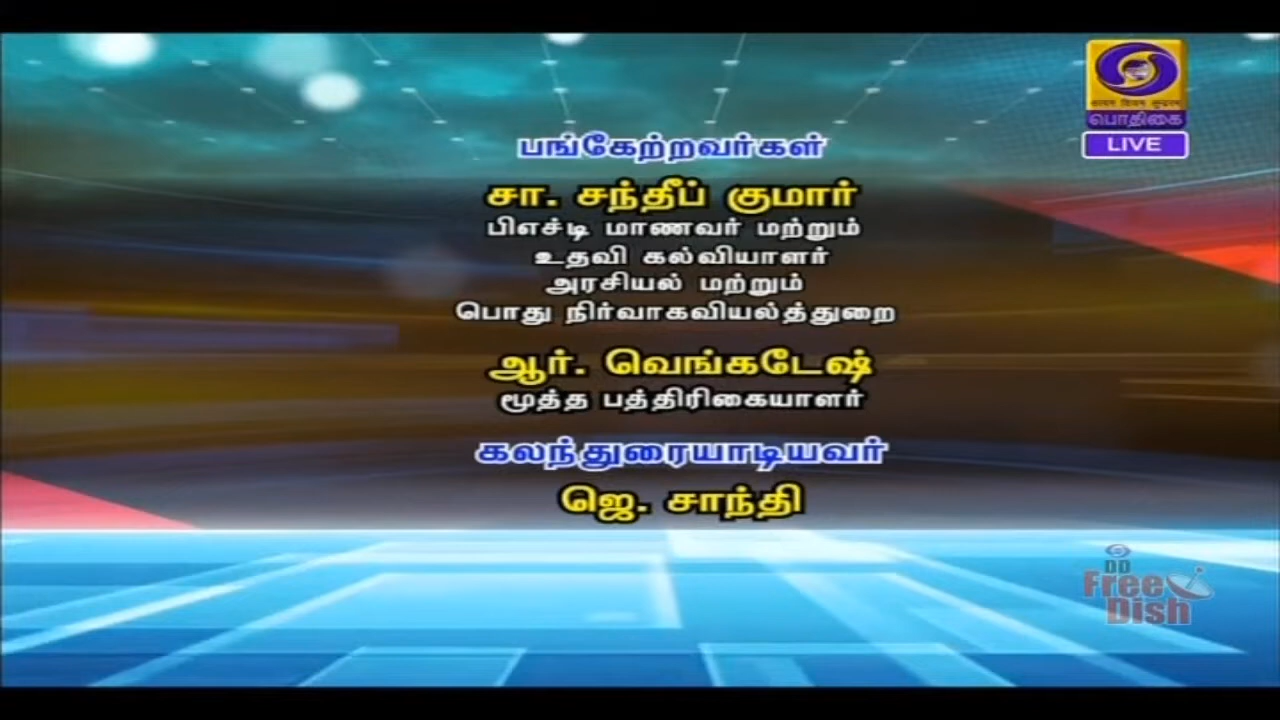 பொதிகை
LIVE
பங்கேற்றவர்கள்
சா. சந்தீப் குமார்
பிஎச்டி மாணவர் மற்றும்
உதவி கல்வியாளர்
அரசியல் மற்றும்
பொது நிர்வாகவியல்த்துறை
ஆர். வெங்கடேஷ்
மூத்த பத்திரிகையாளர்
கலந்துரையாடியவர்
ஜெ. சாந்தி
DD
Free
Dish